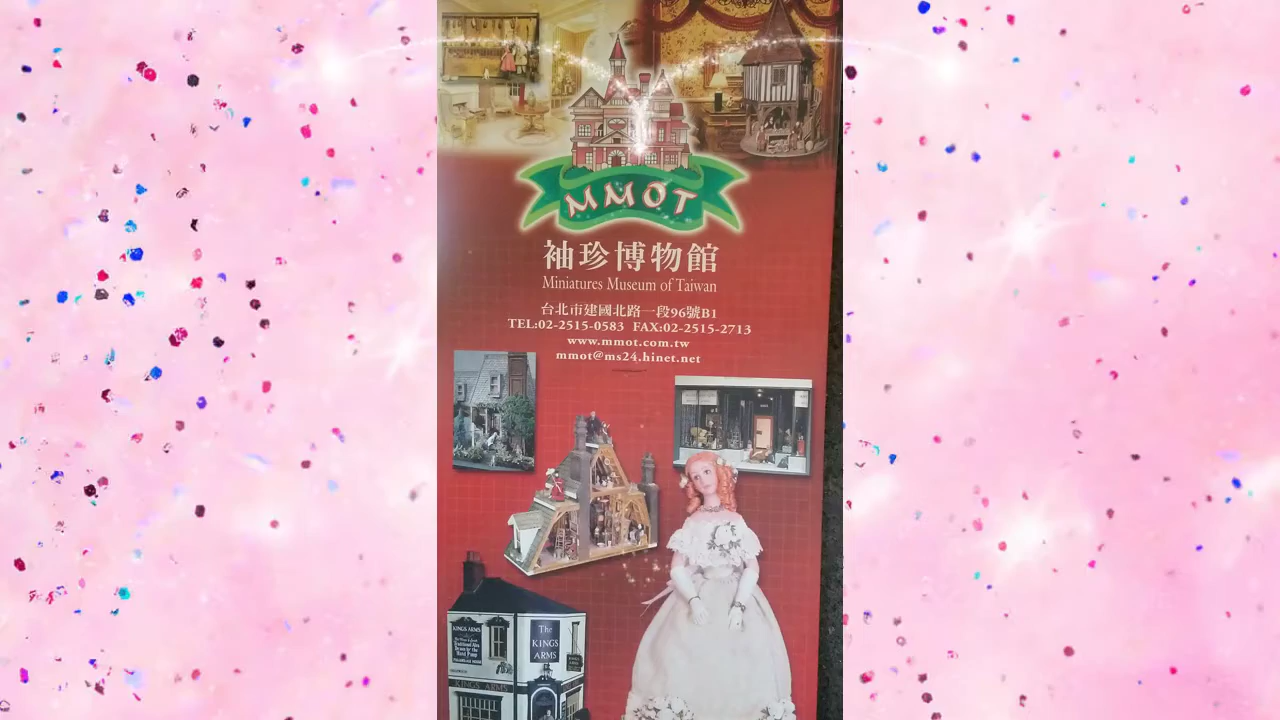 MMOT
袖珍博物館
Miniatures Museum of Taiwan
台北市建國北路一段96號B1
TEL:02-2515-0583 FAX:02-2515-2713
www.mmot.com.tw
mmot@ms24.hinet.net
KINGS ARMS
The
KINGS
ARMS
KINGS ARMS